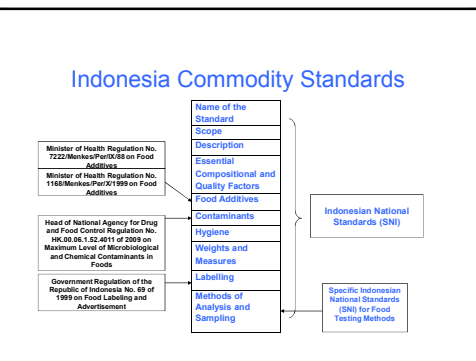 Indonesia Commodity Standards
Minister of Health Regulation No.
7222/Menkes/Per/IX/88 on Food
Additives
Minister of Health Regulation No.
1168/Menkes/Per/X/1999 on Food
Additives
Head of National Agency for Drug
and Food Control Regulation No.
HK.00.06.1.52.4011 of 2009 on
Maximum Level of Microbiological
and Chemical Contaminants in
Foods
Government Regulation of the
Republic of Indonesia No. 69 of
1999 on Food Labeling and
Advertisement
Name of the
Standard
Scope
Description
Essential
Compositional and
Quality Factors
Food Additives
Contaminants
Hygiene
Weights and
Measures
Labelling
Methods of
Analysis and
Sampling
Indonesian National
Standards (SNI)
Specific Indonesian
National Standards
(SNI) for Food
Testing Methods